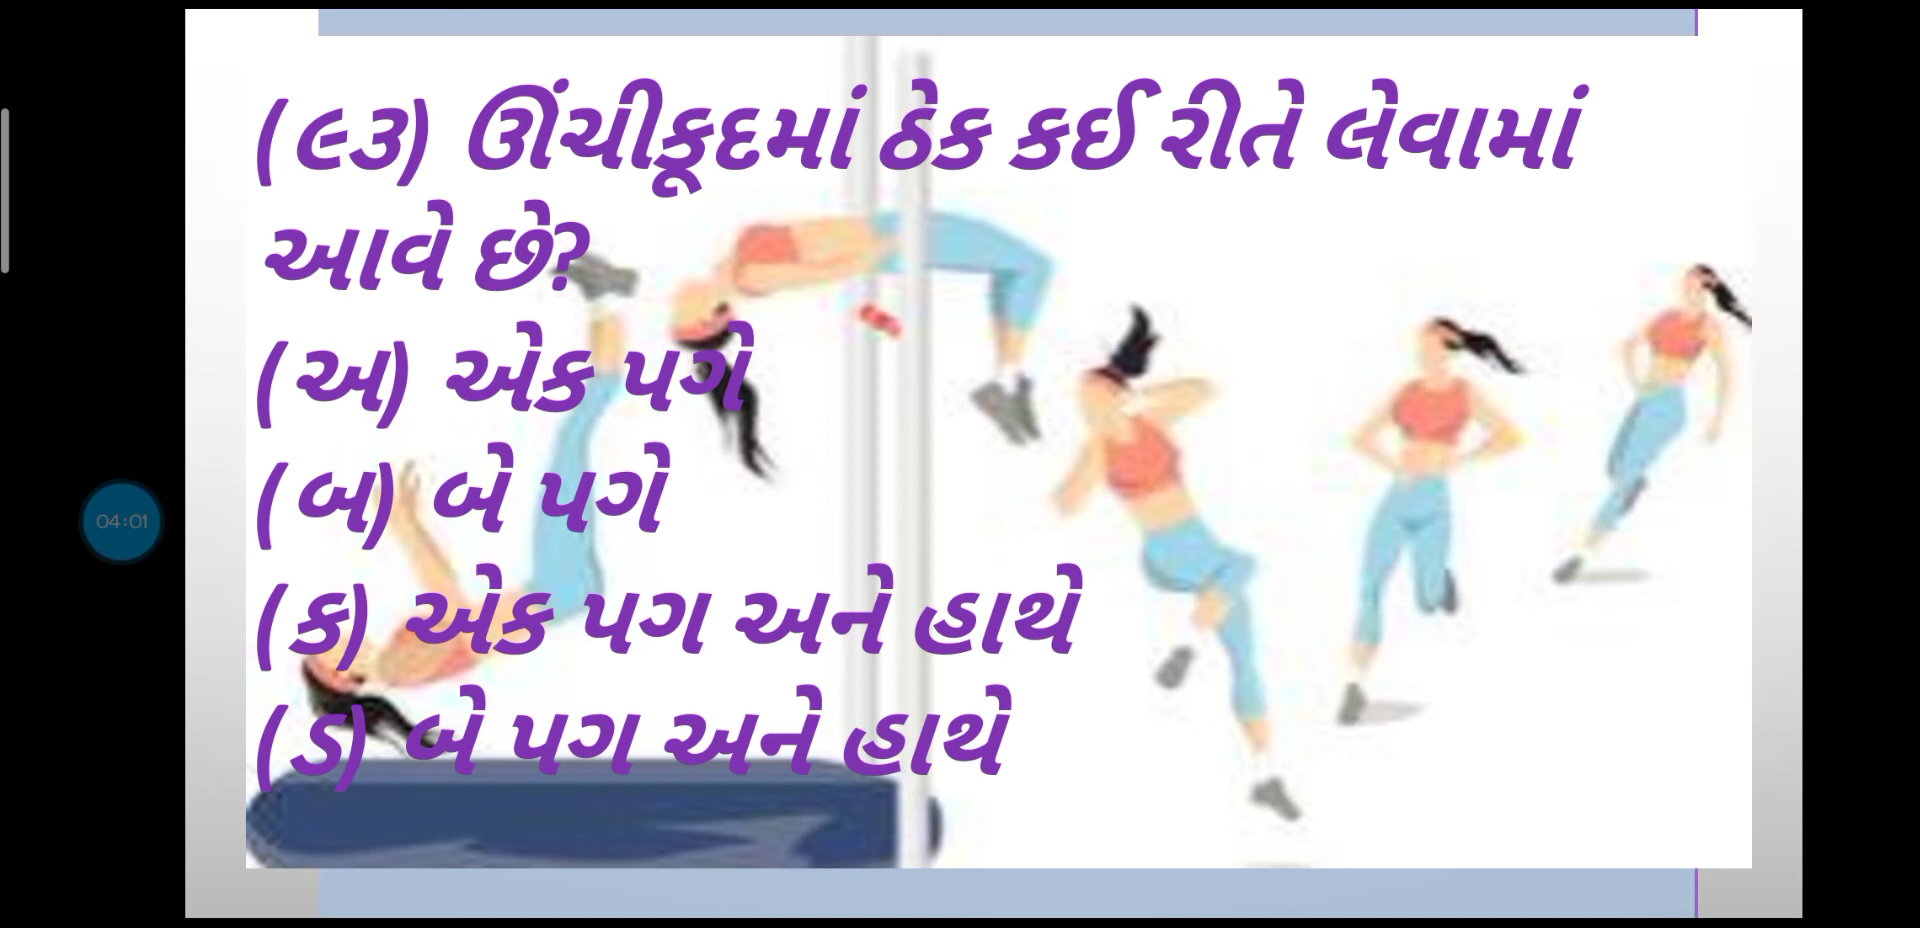 (૯૩) ઊંચીકૂદમાં ઠેક કઈ રીતે લેવામાં
આવે છે?
(અ) એક પગે
(બ) બે પગે
(ક) એક પગ અને હાથે
(ડ) બે પગ અને હાથે
04:01